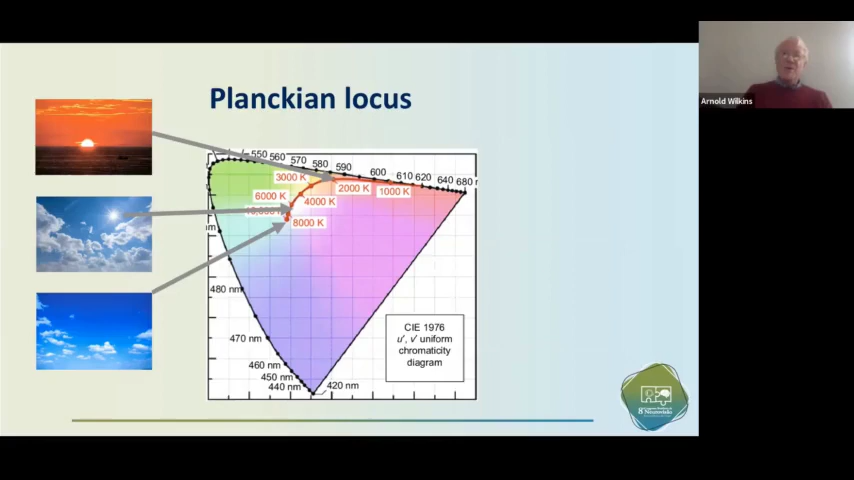 Planckian locus
Arnold Wilkins
550 560 570 580 590 600 610 620 640 680
3000 K
2000 K
1000 K
6000 K
4000 K
8000 K
480 nm
470 nm
460 nm
450 nm
440 nm
420 nm
CIE 1976
u′, v′ uniform
chromaticity
diagram
8º